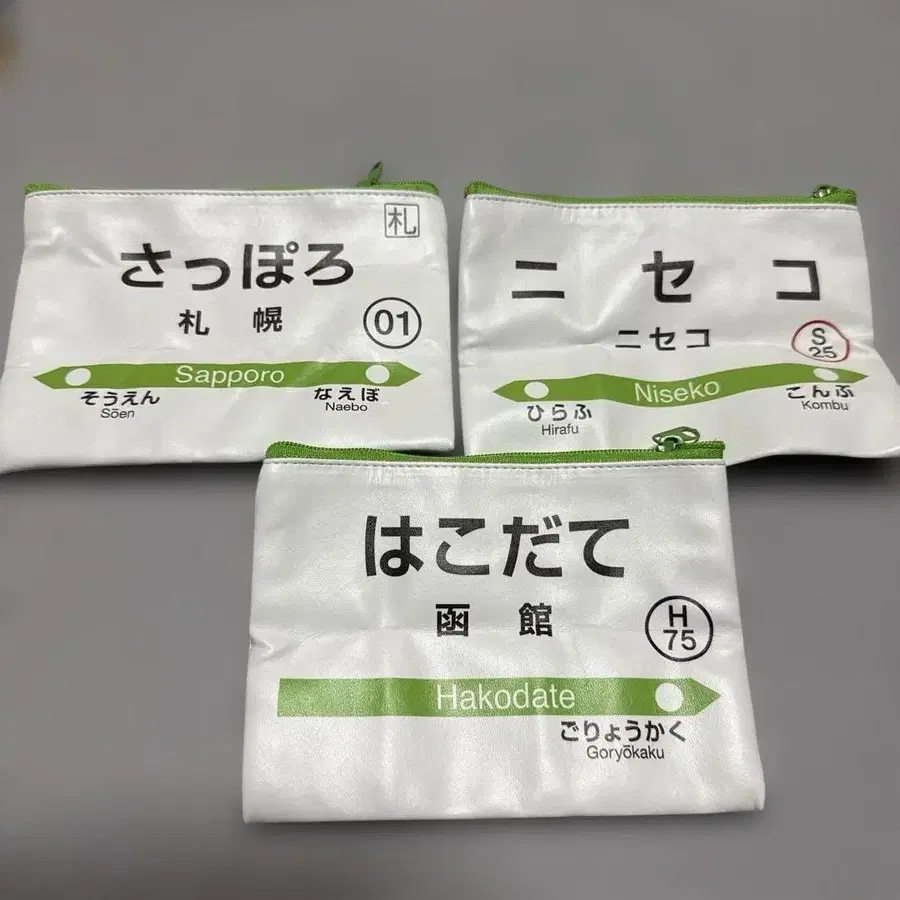 札
さっぽろ
札幌
01
Sapporo
そうえん
Sōen
なえぼ
Naebo
ニセコ
ニセコ
S
25
Niseko
ひらふ
Hirafu
こんぶ
Kombu
はこだて
函館
H
75
Hakodate
ごりょうかく
Goryōkaku